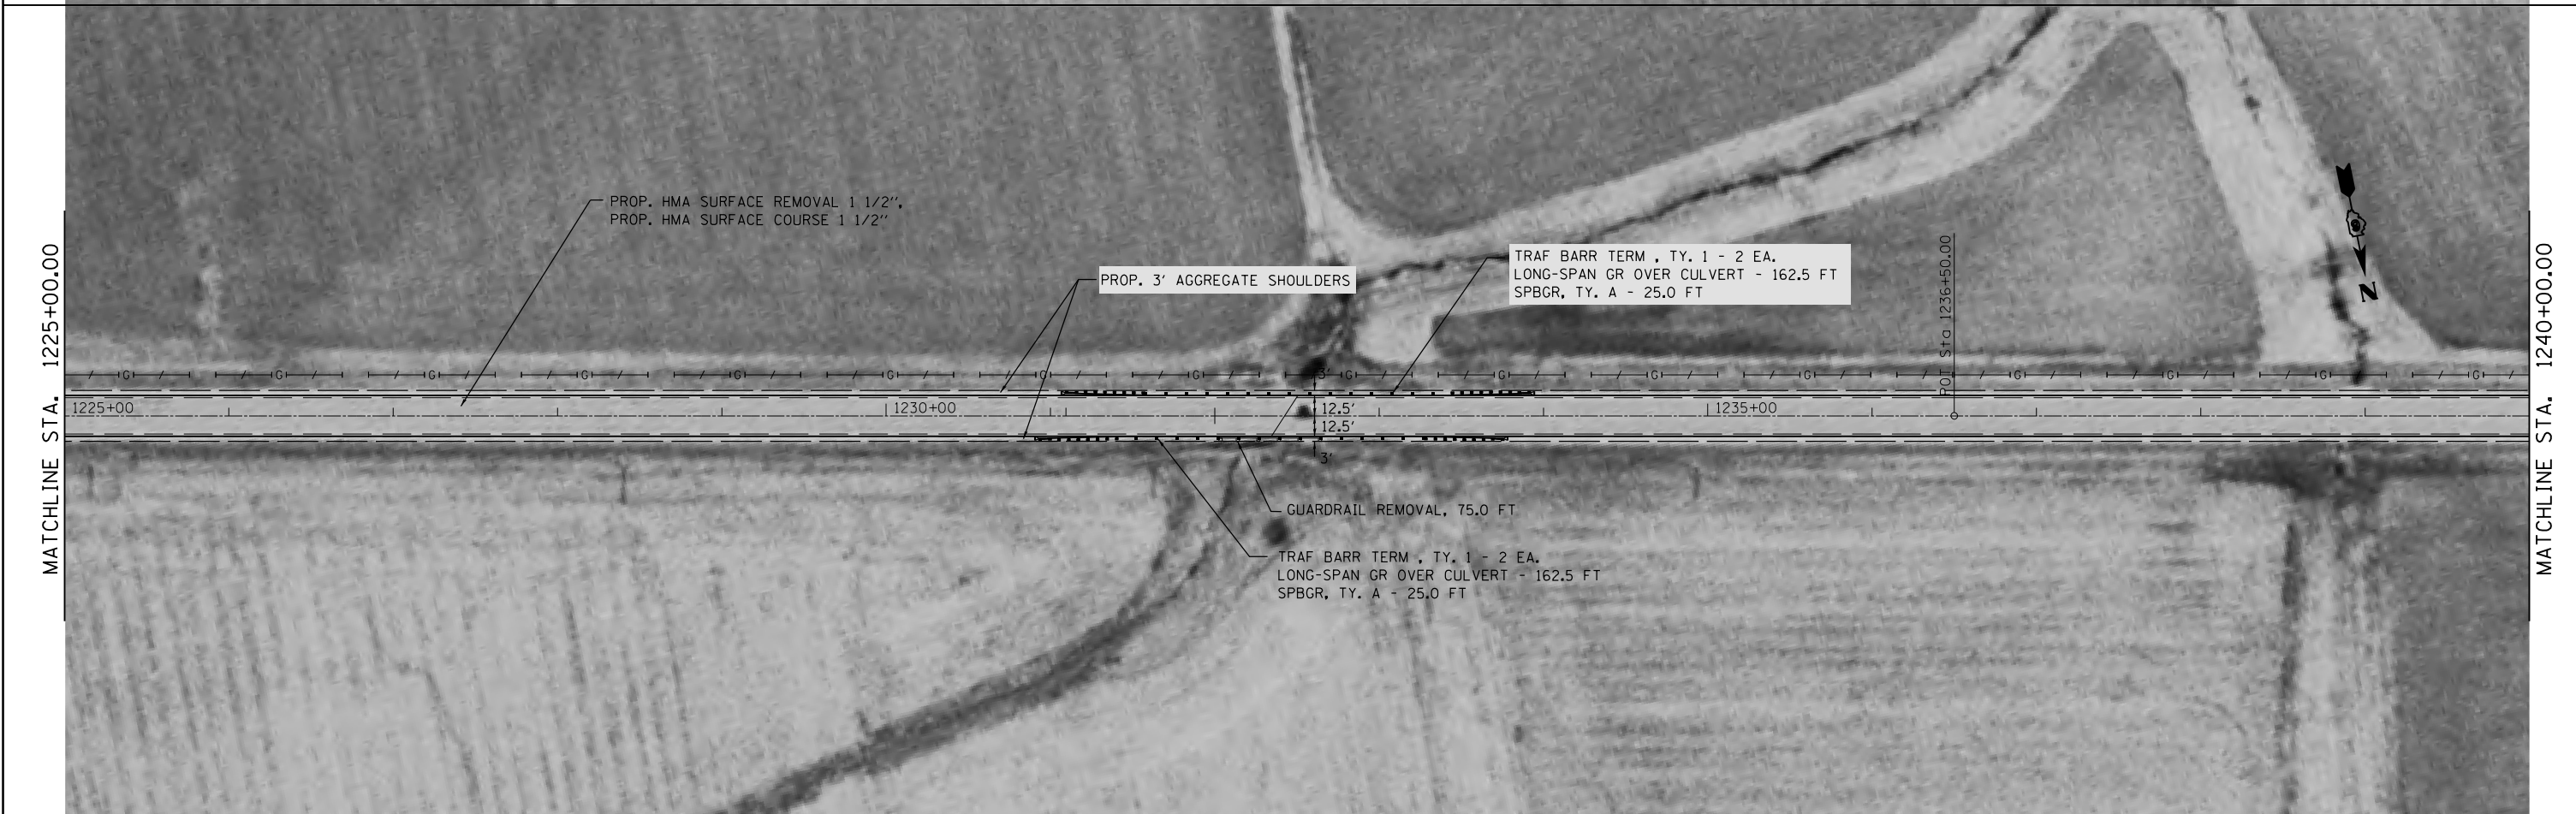 PROP. HMA SURFACE REMOVAL 1 1/2",
PROP. HMA SURFACE COURSE 1 1/2"
PROP. 3' AGGREGATE SHOULDERS
TRAF BARR TERM , TY. 1 - 2 EA.
LONG-SPAN GR OVER CULVERT - 162.5 FT
SPBGR, TY. A - 25.0 FT
POT Sta 1236+50.00
N
MATCHLINE STA. 1225+00.00
MATCHLINE STA. 1240+00.00
G G G G G G G G G G G G G G G G
3'
1225+00
1230+00
12.5'
1235+00
12.5'
3'
GUARDRAIL REMOVAL, 75.0 FT
TRAF BARR TERM , TY. 1 - 2 EA.
LONG-SPAN GR OVER CULVERT - 162.5 FT
SPBGR, TY. A - 25.0 FT